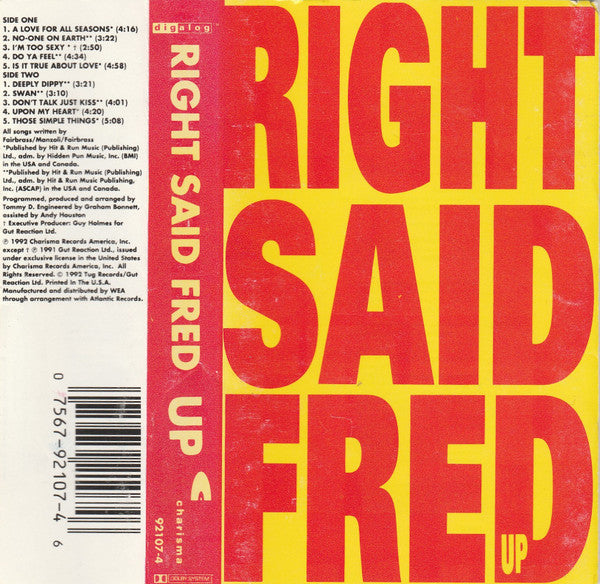 SIDE ONE
1. A LOVE FOR ALL SEASONS* (4:16)
2. NO-ONE ON EARTH** (3:22)
3. I'M TOO SEXY * † (2:50)
4. DO YA FEEL** (4:34)
5. IS IT TRUE ABOUT LOVE* (4:58)
SIDE TWO
1. DEEPLY DIPPY** (3:21)
2. SWAN** (3:10)
3. DON'T TALK JUST KISS** (4:01)
4. UPON MY HEART* (4:20)
5. THOSE SIMPLE THINGS* (5:08)
All songs written by
Fairbrass/Manzoli/Fairbrass
*Published by Hit & Run Music (Publishing)
Ltd., adm. by Hidden Pun Music, Inc. (BMI)
in the USA and Canada.
**Published by Hit & Run Music (Publishing)
Ltd., adm. by Hit & Run Music Publishing,
Inc. (ASCAP) in the USA and Canada.
Programmed, produced and arranged by
Tommy D. Engineered by Graham Bonnett,
assisted by Andy Houston
† Executive Producer: Guy Holmes for
Gut Reaction Ltd.
℗ 1992 Charisma Records America, Inc.
except † ℗ 1991 Gut Reaction Ltd., issued
under exclusive license in the United States
by Charisma Records America, Inc. All
Rights Reserved. © 1992 Tug Records/Gut
Reaction Ltd. Printed In The U.S.A.
Manufactured and distributed by WEA
through arrangement with Atlantic Records.
0 7567-92107-4 6
digalog
RIGHT SAID FRED UP
charisma
92107-4
DOLBY SYSTEM
RIGHT
SAID
FRED
UP